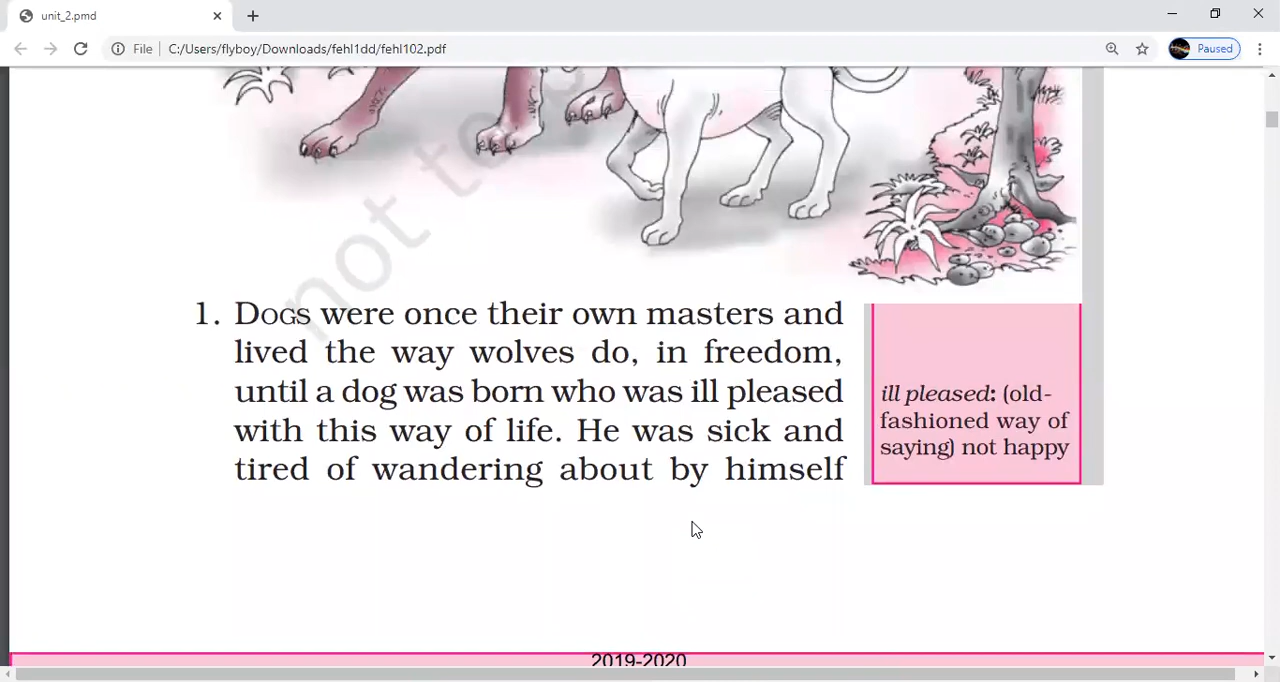 unit_2.pmd
File
C:/Users/flyboy/Downloads/fehl1dd/fehl102.pdf
Paused
not to
1. DOGS were once their own masters and
lived the way wolves do, in freedom,
until a dog was born who was ill pleased
with this way of life. He was sick and
tired of wandering about by himself
ill pleased: (old-
fashioned way of
saying) not happy
2019-2020